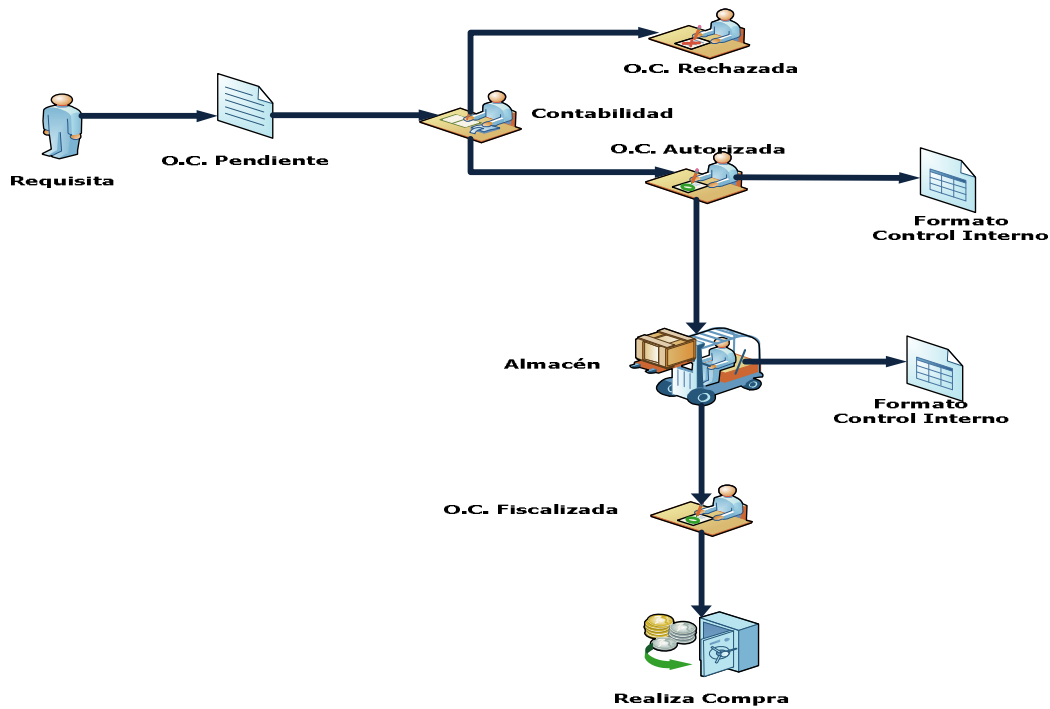 O.C. Rechazada
Contabilidad
O.C. Autorizada
O.C. Pendiente
Requisita
Formato
Control Interno
Almacén
Formato
Control Interno
O.C. Fiscalizada
Realiza Compra